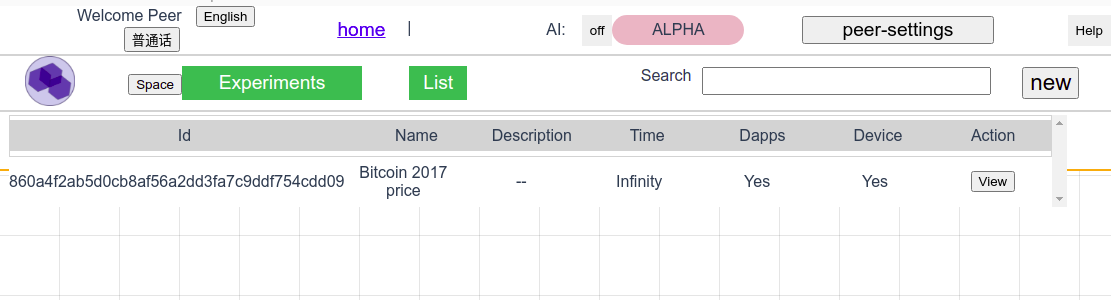 Welcome Peer English
普通话
home |
AI: off ALPHA
peer-settings
Help
Space Experiments List
Search
new
Id Name Description Time Dapps Device Action
860a4f2ab5d0cb8af56a2dd3fa7c9ddf754cdd09 Bitcoin 2017 price -- Infinity Yes Yes View